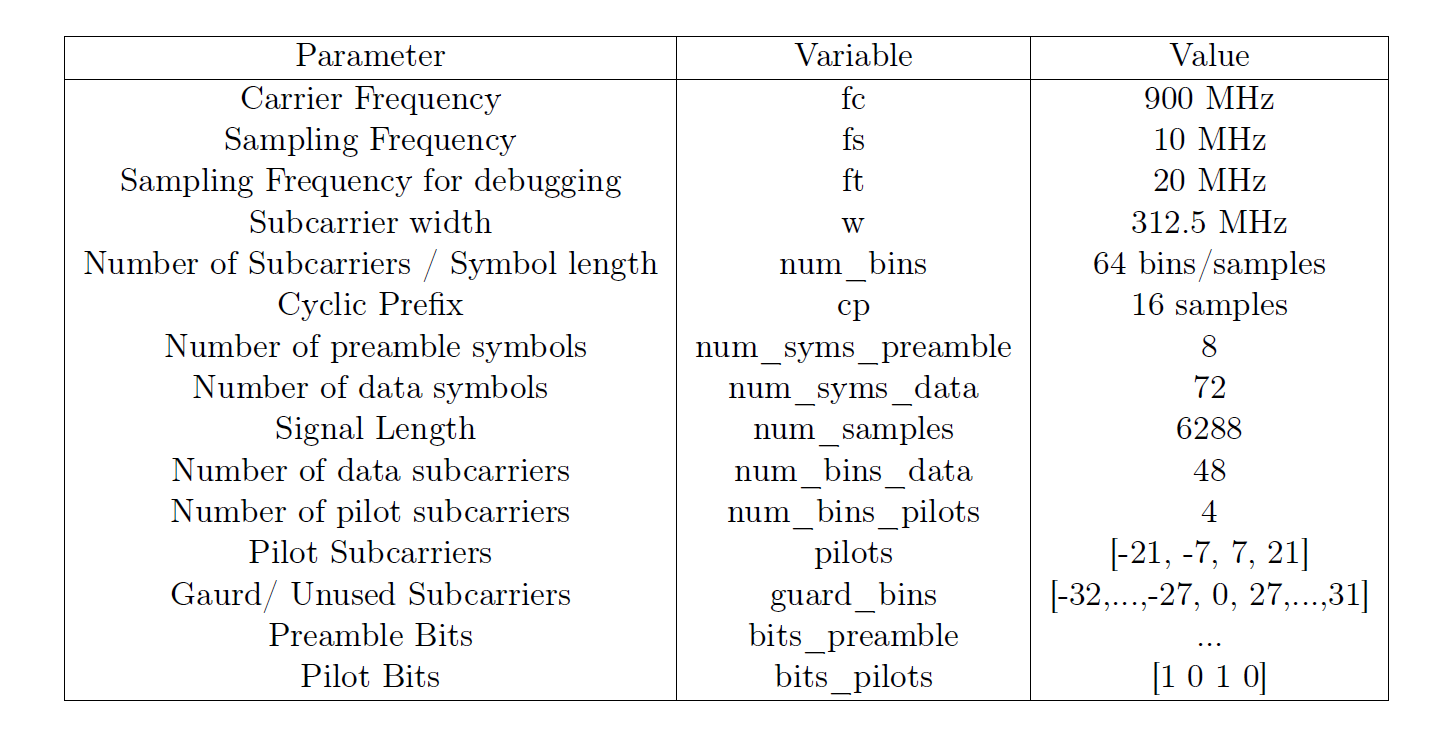 Parameter Variable Value
Carrier Frequency fc 900 MHz
Sampling Frequency fs 10 MHz
Sampling Frequency for debugging ft 20 MHz
Subcarrier width w 312.5 MHz
Number of Subcarriers / Symbol length num_bins 64 bins/samples
Cyclic Prefix cp 16 samples
Number of preamble symbols num_syms_preamble 8
Number of data symbols num_syms_data 72
Signal Length num_samples 6288
Number of data subcarriers num_bins_data 48
Number of pilot subcarriers num_bins_pilots 4
Pilot Subcarriers pilots [-21, -7, 7, 21]
Gaurd/ Unused Subcarriers guard_bins [-32,...,-27, 0, 27,...,31]
Preamble Bits bits_preamble ...
Pilot Bits bits_pilots [1 0 1 0]